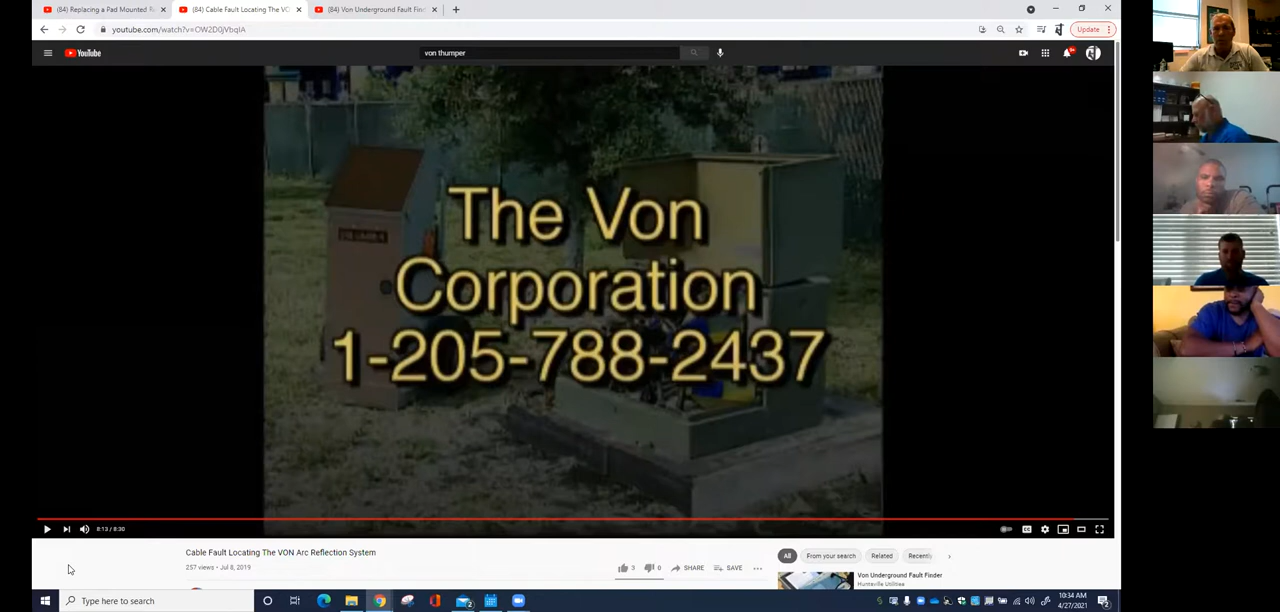 (84) Replacing a Pad Mounted R
(84) Cable Fault Locating The VON
(84) Von Underground Fault Fin
youtube.com/watch?v=OW2D0jVbqlA
Update
YouTube
von thumper
The Von
Corporation
1-205-788-2437
8:13 / 8:30
Cable Fault Locating The VON Arc Reflection System
257 views • Jul 8, 2019
3
0
SHARE
SAVE
All
From your search
Related
Recently
Von Underground Fault Finder
Huntsville Utilities
Type here to search
10:34 AM
4/27/2021